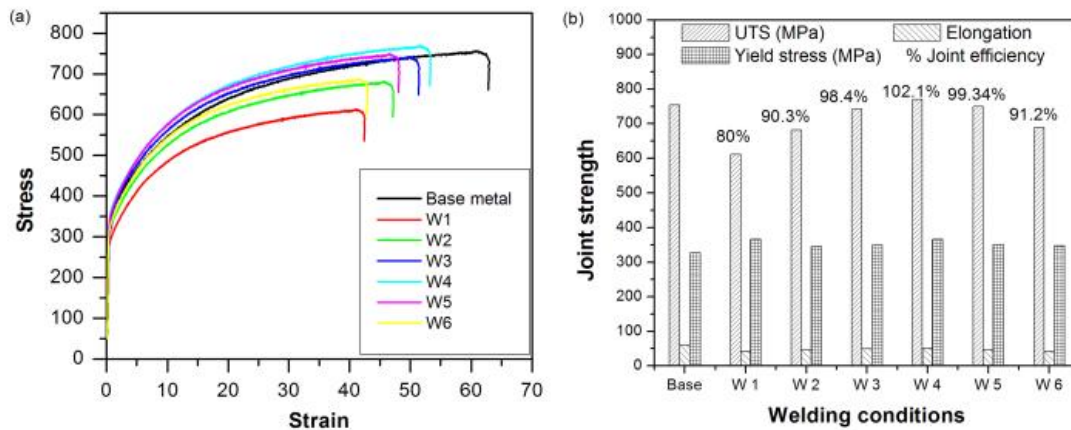 (a)
800
700
600
500
400
300
200
100
0
Stress
0 10 20 30 40 50 60 70
Strain
Base metal
W1
W2
W3
W4
W5
W6
(b)
1000
900
800
700
600
500
400
300
200
100
0
Joint strength
UTS (MPa) Elongation
Yield stress (MPa) % Joint efficiency
80%
90.3%
98.4%
102.1%
99.34%
91.2%
Base W 1 W 2 W 3 W 4 W 5 W 6
Welding conditions